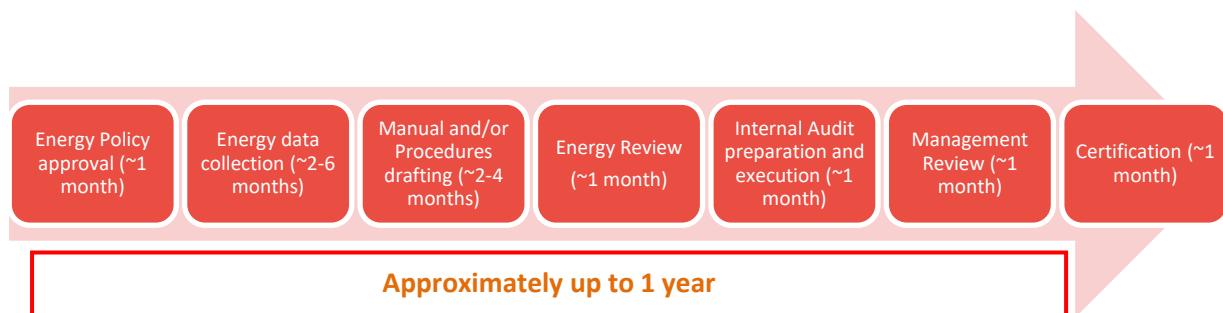 Energy Policy
approval (~1
month)
Energy data
collection (~2-6
months)
Manual and/or
Procedures
drafting (~2-4
months)
Energy Review
(~1 month)
Internal Audit
preparation and
execution (~1
month)
Management
Review (~1
month)
Certification (~1
month)
Approximately up to 1 year